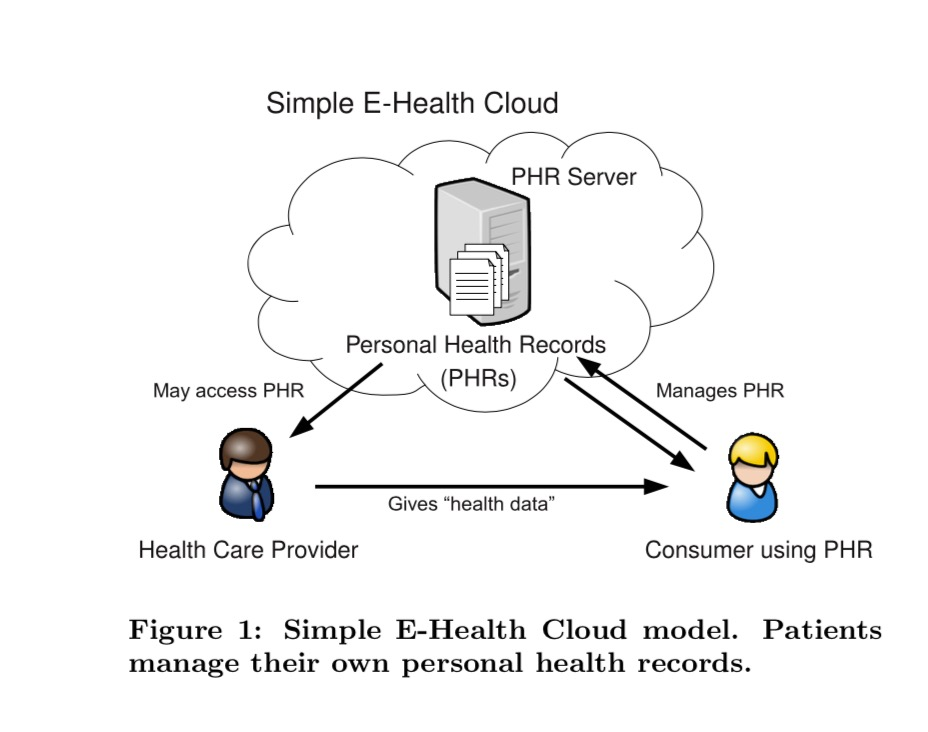 Simple E-Health Cloud
PHR Server
Personal Health Records
(PHRs)
May access PHR
Manages PHR
Gives “health data”
Health Care Provider
Consumer using PHR
Figure 1: Simple E-Health Cloud model. Patients
manage their own personal health records.